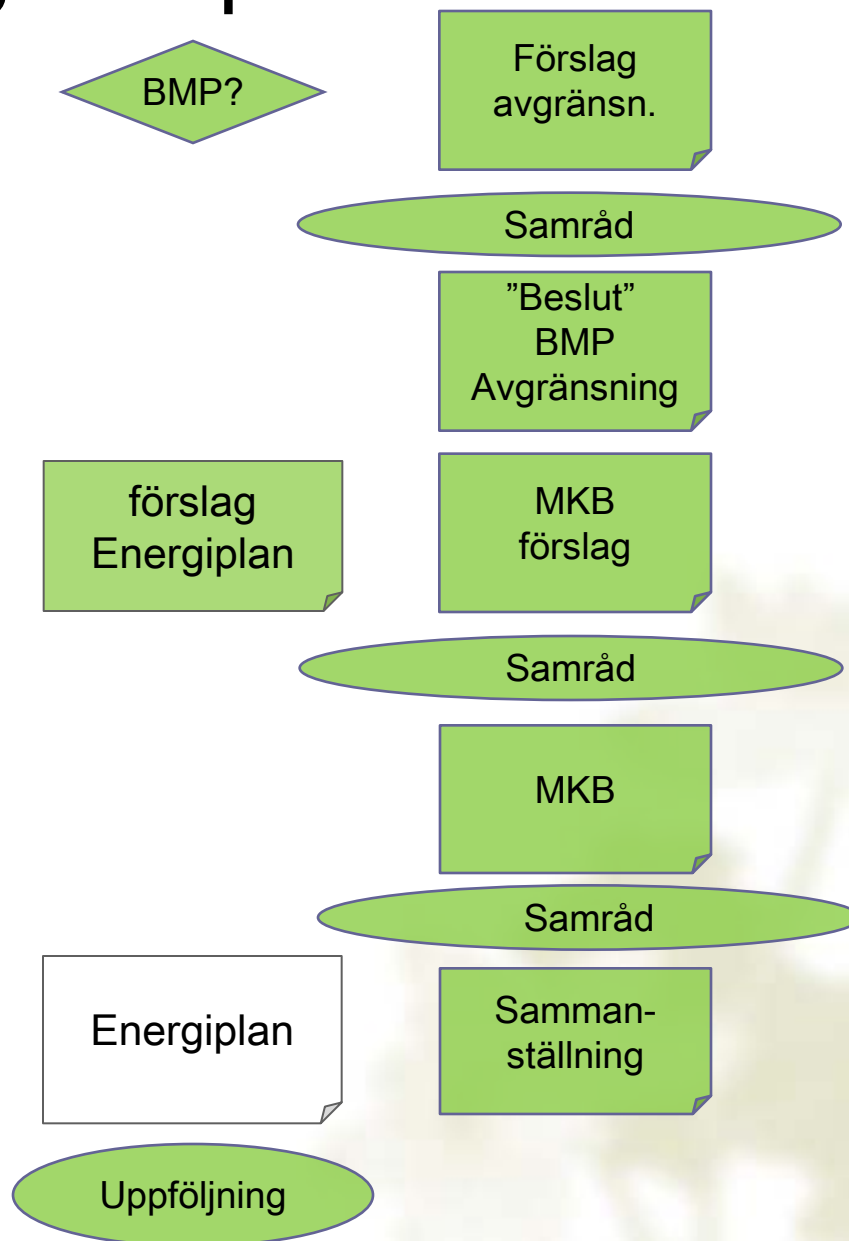 BMP?
Förslag
avgränsn.
Samråd
”Beslut”
BMP
Avgränsning
förslag
Energiplan
MKB
förslag
Samråd
MKB
Samråd
Energiplan
Samman-
ställning
Uppföljning